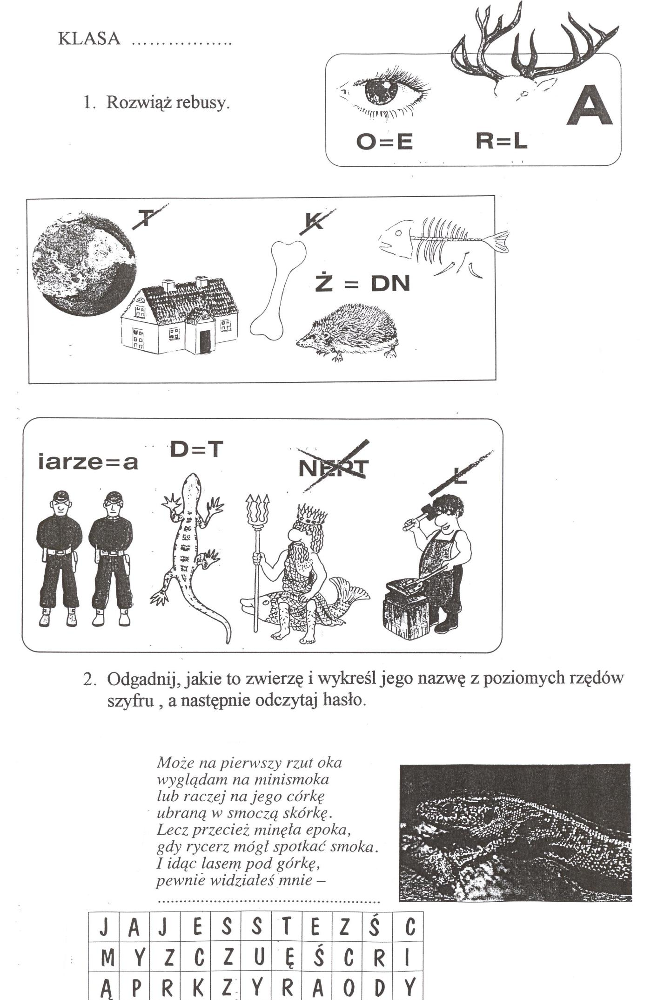 KLASA ……………..
1. Rozwiąż rebusy.
A
O=E
R=L
T
K
Ż = DN
iarze=a
D=T
NEPT
Ł
2. Odgadnij, jakie to zwierzę i wykreśl jego nazwę z poziomych rzędów
szyfru , a następnie odczytaj hasło.
Może na pierwszy rzut oka
wyglądam na minismoka
lub raczej na jego córkę
ubraną w smoczą skórkę.
Lecz przecież minęła epoka,
gdy rycerz mógł spotkać smoka.
I idąc lasem pod górkę,
pewnie widziałeś mnie –
....................................................
J A J E S S T E Z Ś C
M Y Z C Z U Ę Ś C R I
Ą P R K Z Y R A O D Y